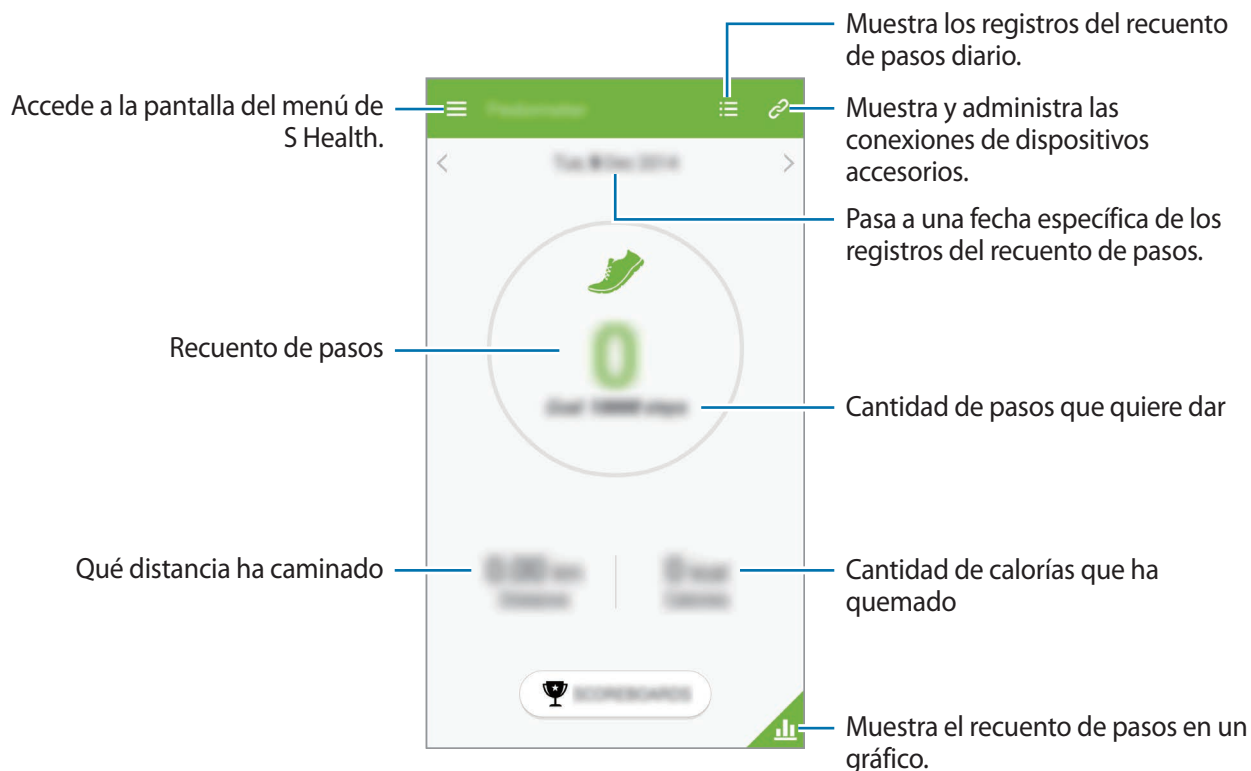 Muestra los registros del recuento
de pasos diario.
Accede a la pantalla del menú de
S Health.
Muestra y administra las
conexiones de dispositivos
accesorios.
Pasa a una fecha específica de los
registros del recuento de pasos.
Recuento de pasos
0
Cantidad de pasos que quiere dar
Qué distancia ha caminado
Cantidad de calorías que ha
quemado
SCOREBOARDS
Muestra el recuento de pasos en un
gráfico.